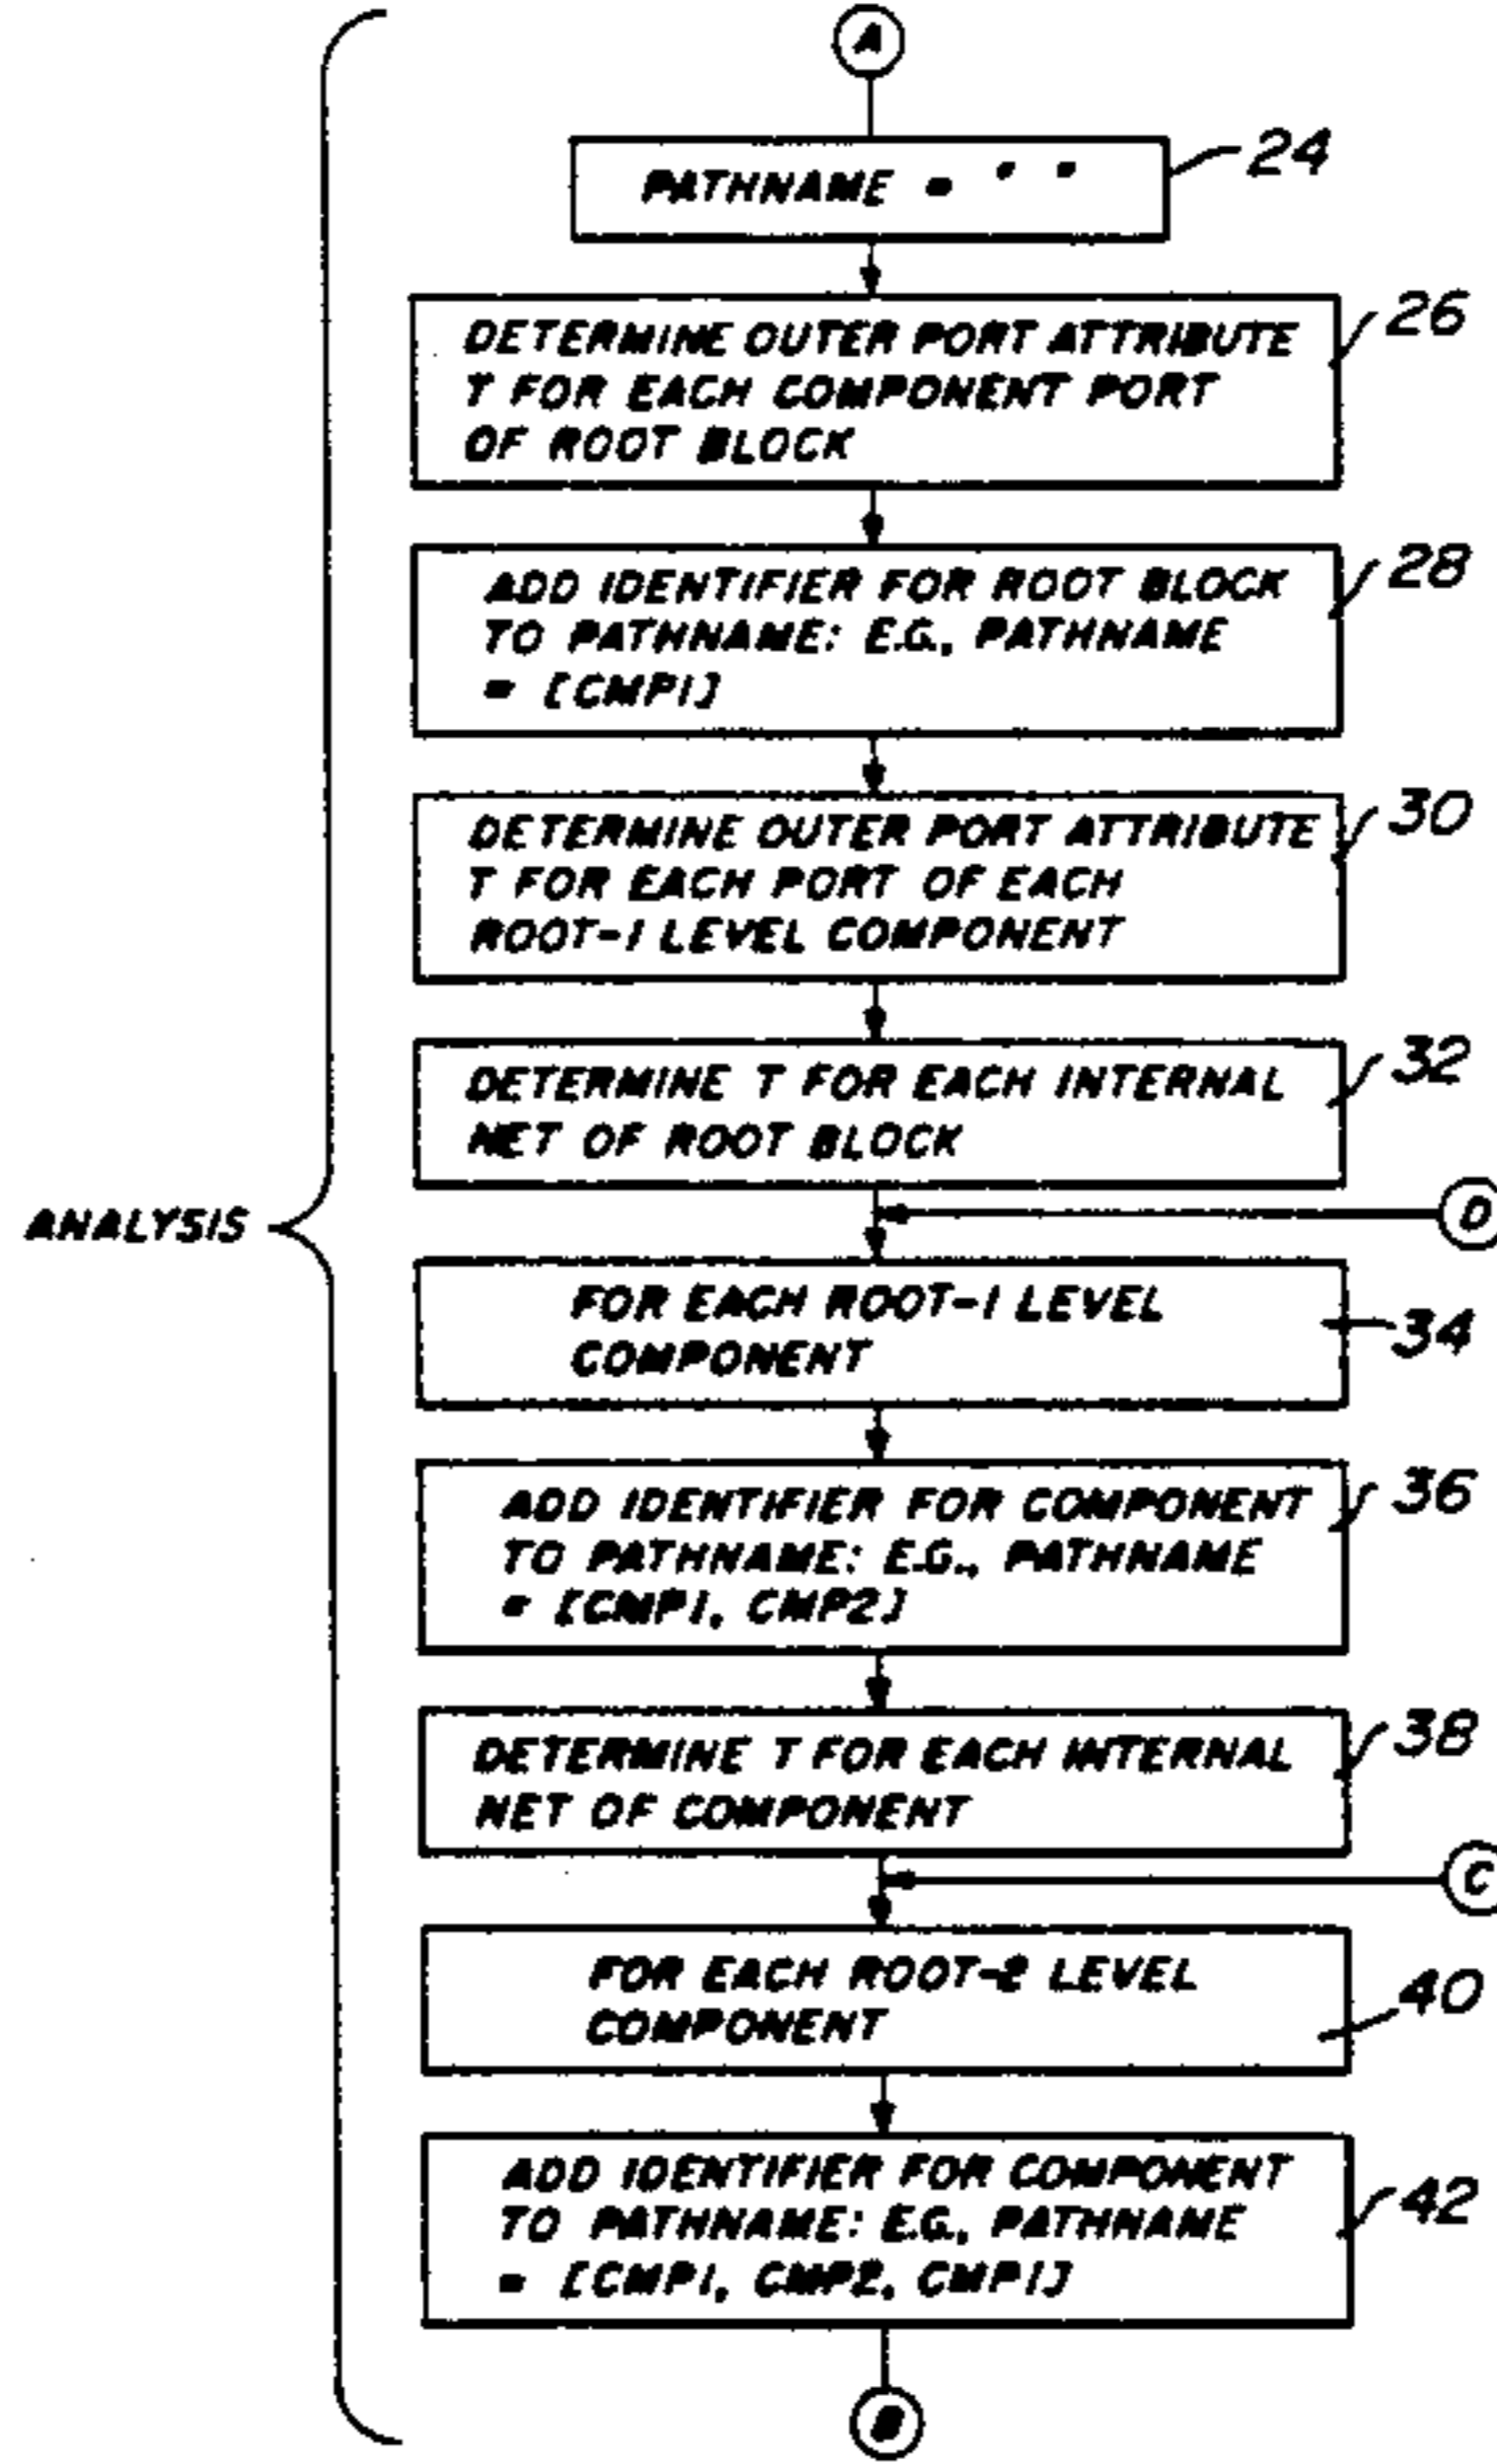 A
PATHNAME = ' '
24
DETERMINE OUTER PORT ATTRIBUTE
T FOR EACH COMPONENT PORT
OF ROOT BLOCK
26
ADD IDENTIFIER FOR ROOT BLOCK
TO PATHNAME: E.G., PATHNAME
= [CMP1]
28
DETERMINE OUTER PORT ATTRIBUTE
T FOR EACH PORT OF EACH
ROOT-1 LEVEL COMPONENT
30
DETERMINE T FOR EACH INTERNAL
NET OF ROOT BLOCK
32
ANALYSIS
D
FOR EACH ROOT-1 LEVEL
COMPONENT
34
ADD IDENTIFIER FOR COMPONENT
TO PATHNAME: E.G., PATHNAME
= [CMP1, CMP2]
36
DETERMINE T FOR EACH INTERNAL
NET OF COMPONENT
38
C
FOR EACH ROOT-2 LEVEL
COMPONENT
40
ADD IDENTIFIER FOR COMPONENT
TO PATHNAME: E.G., PATHNAME
= [CMP1, CMP2, CMP1]
42
B